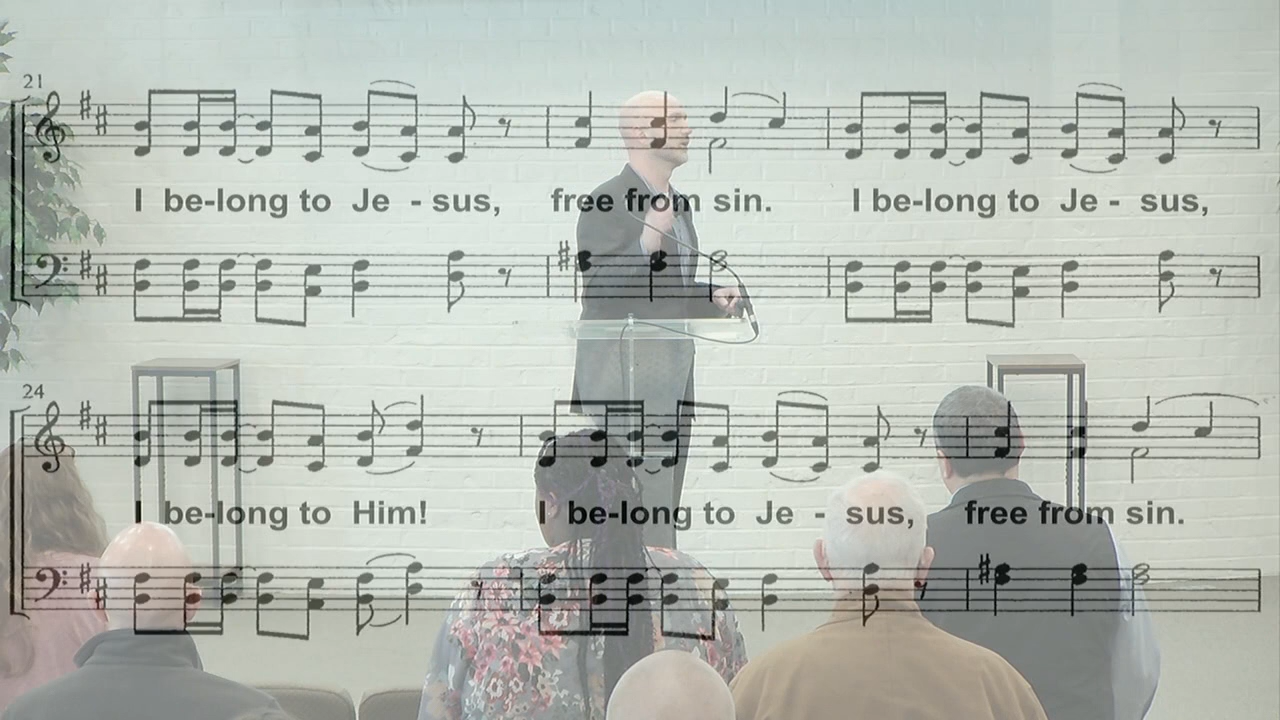 21
I be-long to Je - sus, free from sin. I be-long to Je - sus,
24
I be-long to Him! I be-long to Je - sus, free from sin.